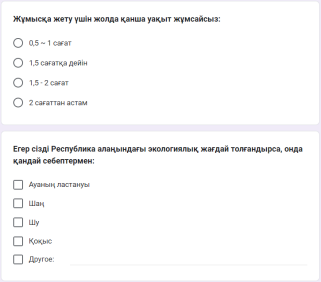 Жұмысқа жету үшін жолда қанша уақыт жұмсайсыз:
0,5 ~ 1 сағат
1,5 сағатқа дейін
1,5 - 2 сағат
2 сағаттан астам
Егер сізді Республика алаңындағы экологиялық жағдай толғандырса, онда
қандай себептермен:
Ауаның ластануы
Шаң
Шу
Қоқыс
Другое: